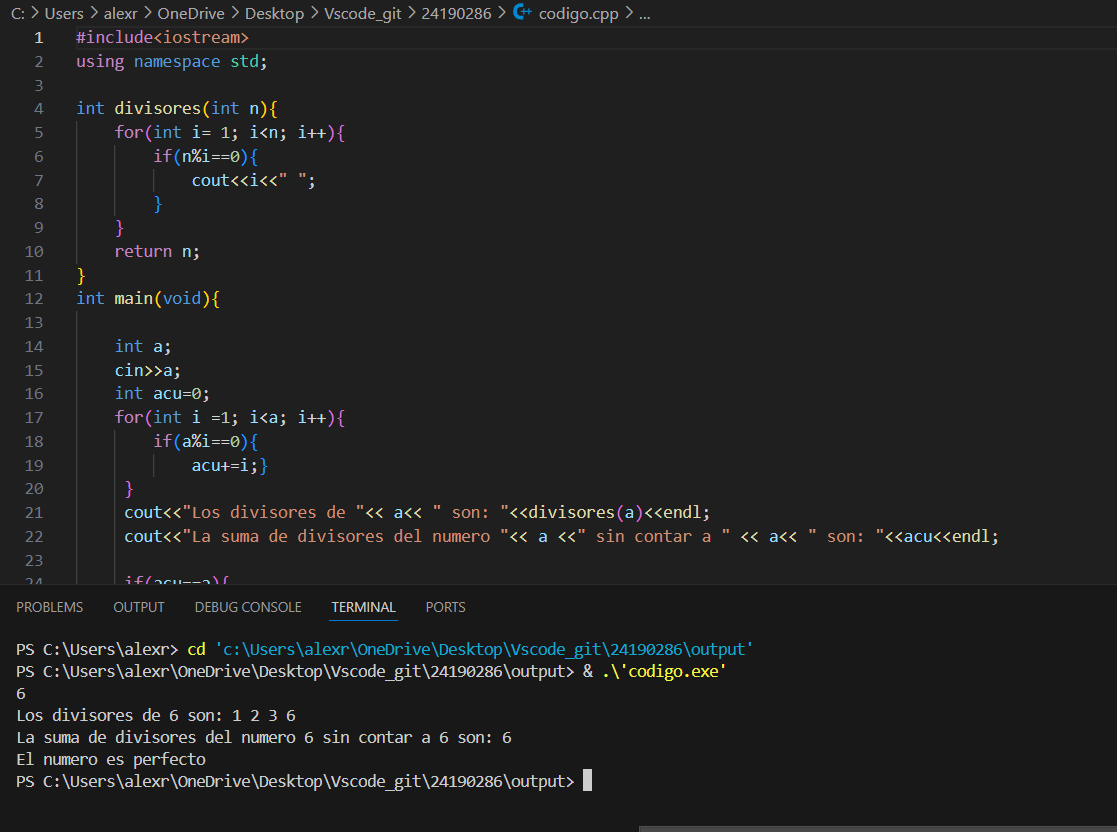 C: > Users > alexr > OneDrive > Desktop > Vscode_git > 24190286 > codigo.cpp > ...
1 #include<iostream>
2 using namespace std;
3
4 int divisores(int n){
5     for(int i= 1; i<n; i++){
6         if(n%i==0){
7             cout<<i<<" ";
8         }
9     }
10     return n;
11 }
12 int main(void){
13
14     int a;
15     cin>>a;
16     int acu=0;
17     for(int i =1; i<a; i++){
18         if(a%i==0){
19             acu+=i;}
20      }
21      cout<<"Los divisores de "<< a<< " son: "<<divisores(a)<<endl;
22      cout<<"La suma de divisores del numero "<< a <<" sin contar a " << a<< " son: "<<acu<<endl;
23
24      if(acu==a){
PROBLEMS OUTPUT DEBUG CONSOLE TERMINAL PORTS
PS C:\Users\alexr> cd 'c:\Users\alexr\OneDrive\Desktop\Vscode_git\24190286\output'
PS C:\Users\alexr\OneDrive\Desktop\Vscode_git\24190286\output> & .\'codigo.exe'
6
Los divisores de 6 son: 1 2 3 6
La suma de divisores del numero 6 sin contar a 6 son: 6
El numero es perfecto
PS C:\Users\alexr\OneDrive\Desktop\Vscode_git\24190286\output>